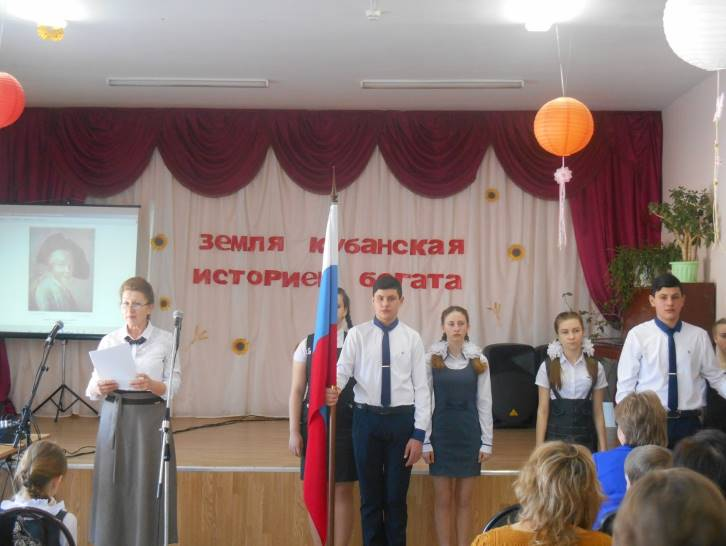 земля кубанская
историей богата